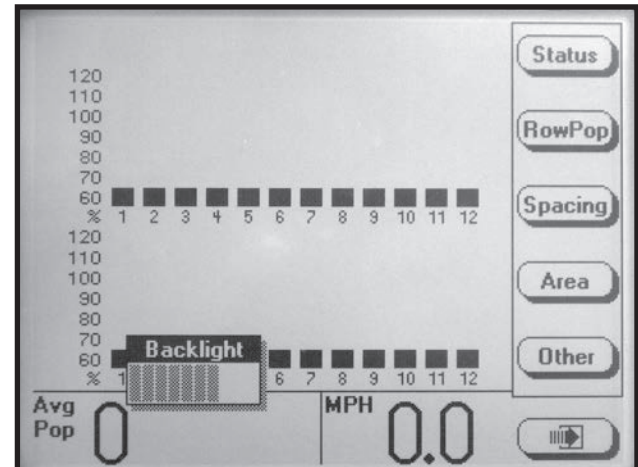 Status
120
110
100
90
80
70
60
% 1 2 3 4 5 6 7 8 9 10 11 12
RowPop
Spacing
120
110
100
90
80
70
60
% 1 6 7 8 9 10 11 12
Backlight
Area
Other
Avg
Pop 0
MPH 0.0